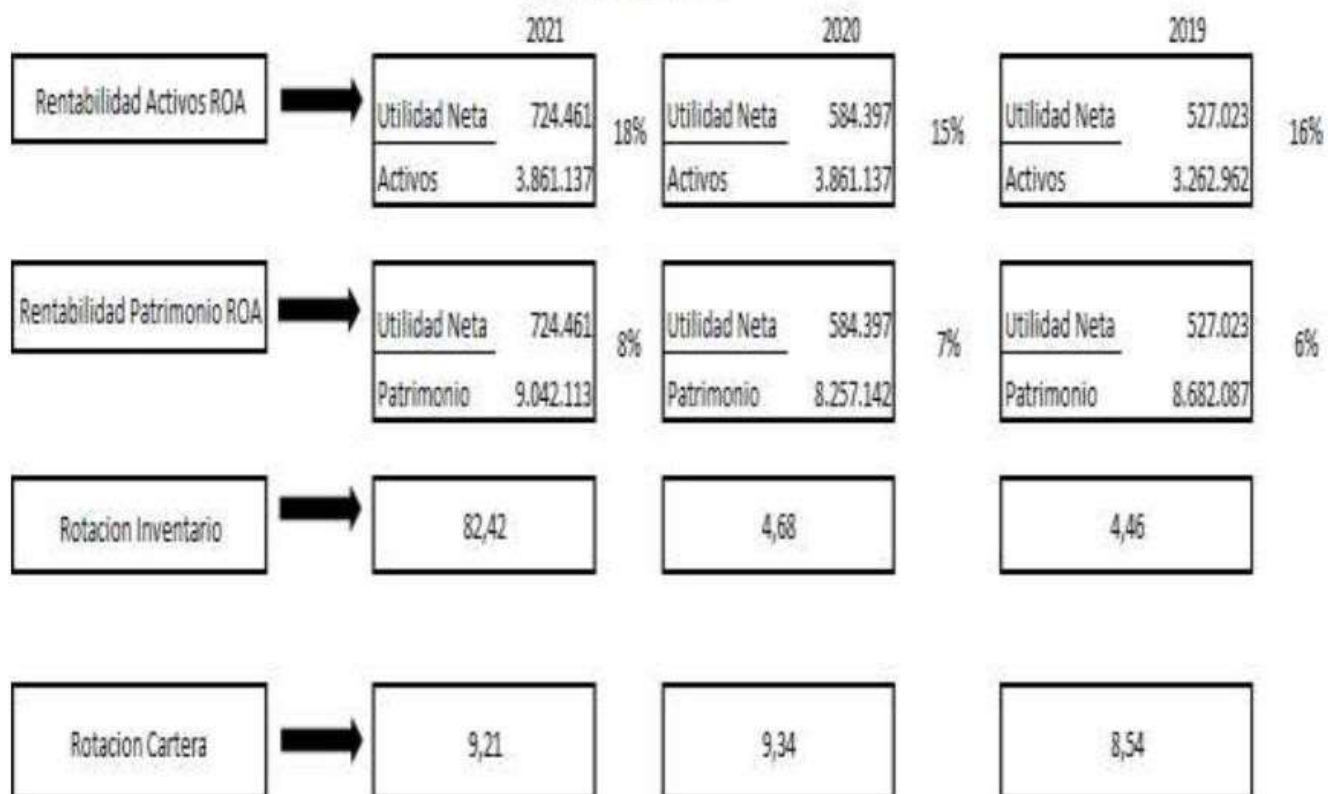 2021 2020 2019
Rentabilidad Activos ROA
Utilidad Neta 724.461 18% Utilidad Neta 584.397 15% Utilidad Neta 527.023 16%
Activos 3.861.137 Activos 3.861.137 Activos 3.262.962
Rentabilidad Patrimonio ROA
Utilidad Neta 724.461 8% Utilidad Neta 584.397 7% Utilidad Neta 527.023 6%
Patrimonio 9.042.113 Patrimonio 8.257.142 Patrimonio 8.682.087
Rotacion Inventario 82,42 4,68 4,46
Rotacion Cartera 9,21 9,34 8,54